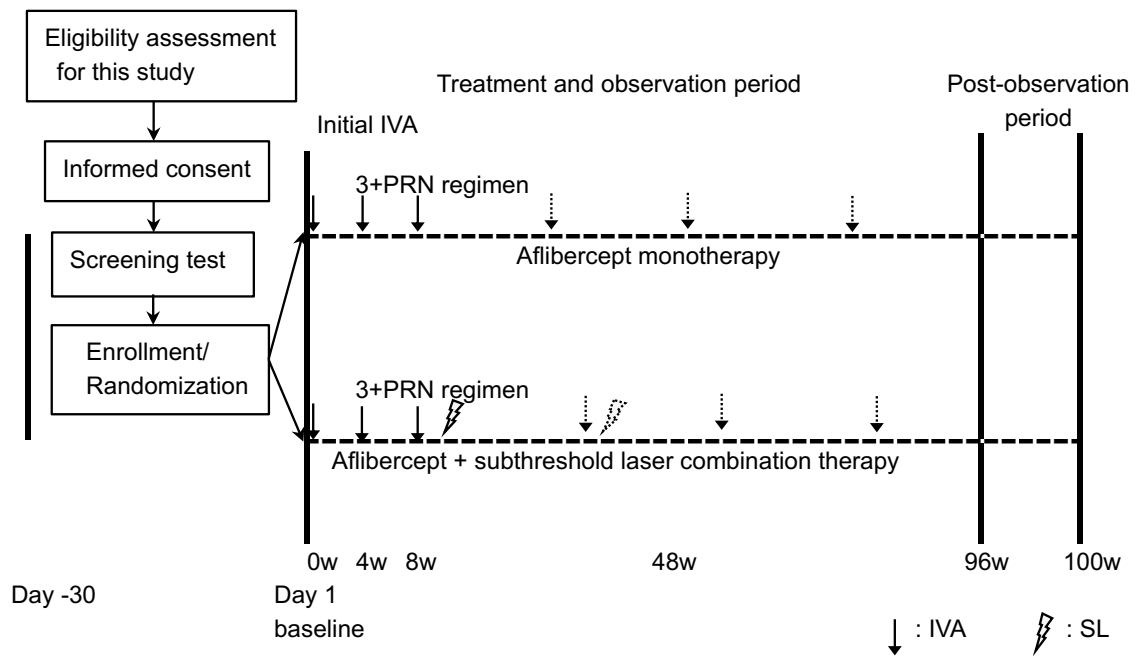 Eligibility assessment
for this study
Informed consent
Screening test
Enrollment/
Randomization
Treatment and observation period
Post-observation
period
Initial IVA
3+PRN regimen
Aflibercept monotherapy
3+PRN regimen
Aflibercept + subthreshold laser combination therapy
0w 4w 8w 48w 96w 100w
Day -30 Day 1
baseline
: IVA : SL